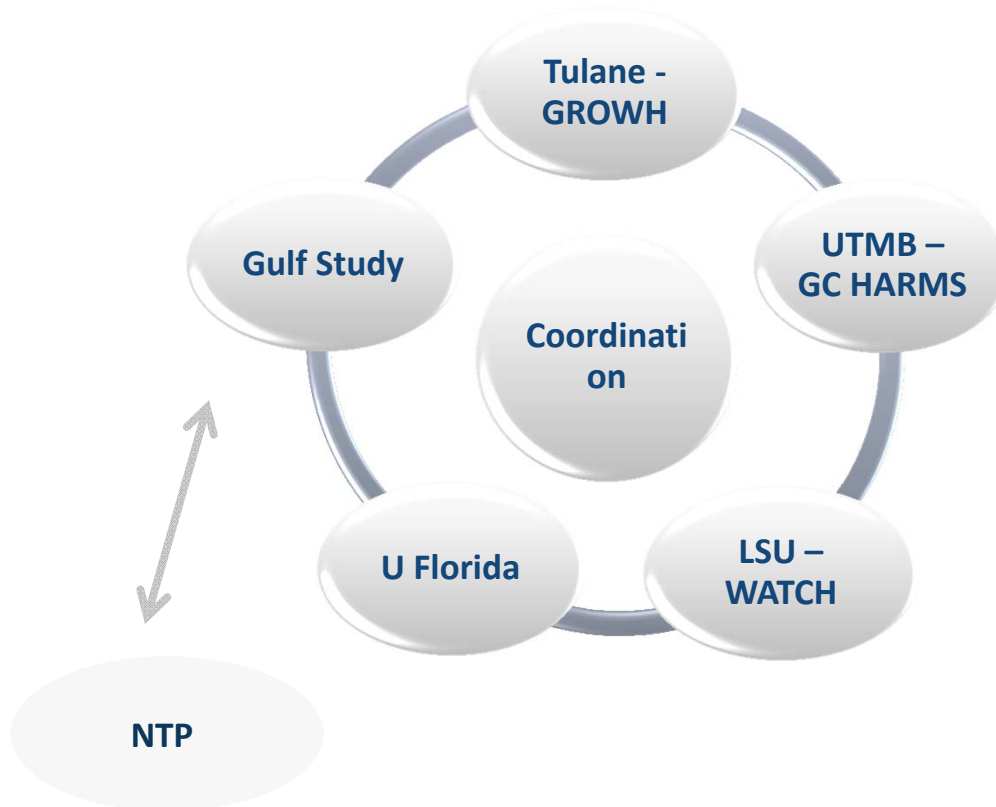 Tulane -
GROWH
UTMB –
GC HARMS
Gulf Study
Coordinati
on
LSU –
WATCH
U Florida
NTP